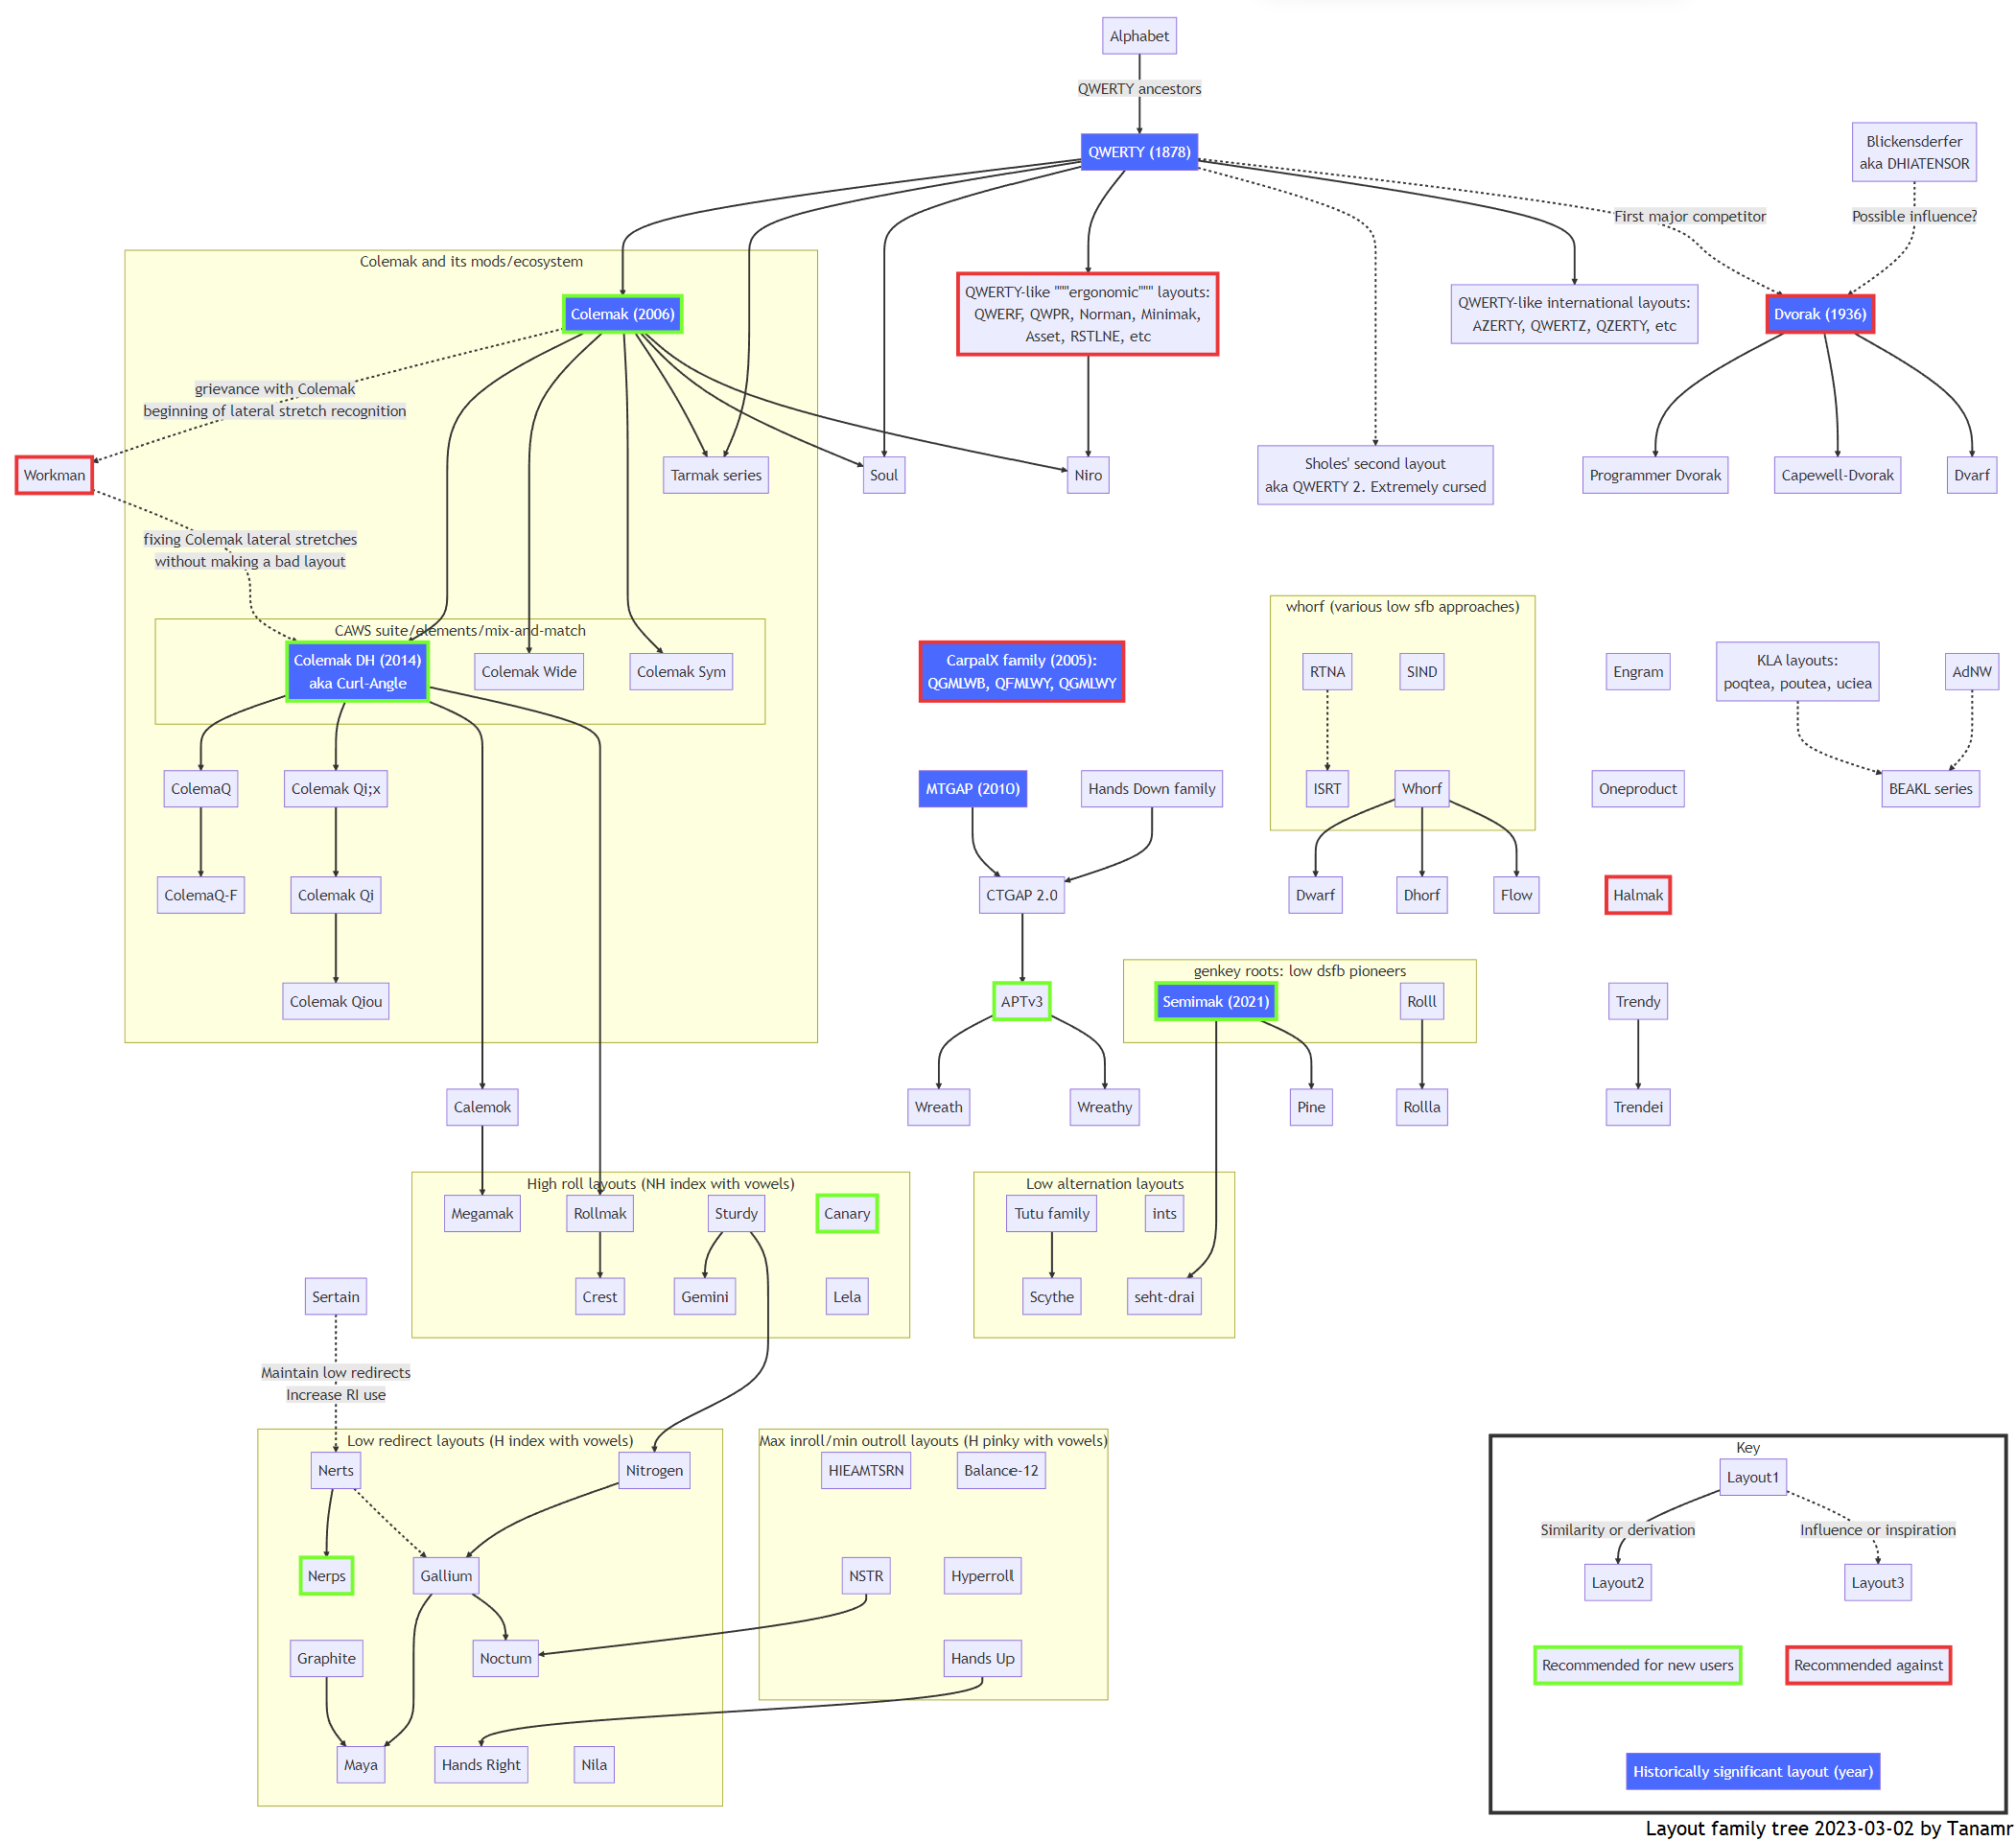 Alphabet
QWERTY ancestors
QWERTY (1878)
Blickensderfer
aka DHIATENSOR
First major competitor
Possible influence?
Colemak and its mods/ecosystem
Colemak (2006)
QWERTY-like """ergonomic""" layouts:
QWERF, QWPR, Norman, Minimak,
Asset, RSTLNE, etc
QWERTY-like international layouts:
AZERTY, QWERTZ, QZERTY, etc
Dvorak (1936)
grievance with Colemak
beginning of lateral stretch recognition
Workman
Tarmak series
Soul
Niro
Sholes' second layout
aka QWERTY 2. Extremely cursed
Programmer Dvorak
Capewell-Dvorak
Dvarf
fixing Colemak lateral stretches
without making a bad layout
CAWS suite/elements/mix-and-match
Colemak DH (2014)
aka Curl-Angle
Colemak Wide
Colemak Sym
CarpalX family (2005):
QGMLWB, QFMLWY, QGMLWY
whorf (various low sfb approaches)
RTNA
SIND
Engram
KLA layouts:
poqtea, poutea, uciea
AdNW
ColemaQ
Colemak Qi;x
MTGAP (2010)
Hands Down family
ISRT
Whorf
Oneproduct
BEAKL series
ColemaQ-F
Colemak Qi
CTGAP 2.0
Dwarf
Dhorf
Flow
Halmak
Colemak Qiou
APTv3
genkey roots: low dsfb pioneers
Semimak (2021)
Rolll
Trendy
Calemok
Wreath
Wreathy
Pine
Rollla
Trendei
High roll layouts (NH index with vowels)
Megamak
Rollmak
Sturdy
Canary
Low alternation layouts
Tutu family
ints
Sertain
Crest
Gemini
Lela
Scythe
seht-drai
Maintain low redirects
Increase RI use
Low redirect layouts (H index with vowels)
Nerts
Nitrogen
Max inroll/min outroll layouts (H pinky with vowels)
HIEAMTSRN
Balance-12
Nerps
Gallium
NSTR
Hyperroll
Graphite
Noctum
Hands Up
Maya
Hands Right
Nila
Key
Layout1
Similarity or derivation
Influence or inspiration
Layout2
Layout3
Recommended for new users
Recommended against
Historically significant layout (year)
Layout family tree 2023-03-02 by Tanamr